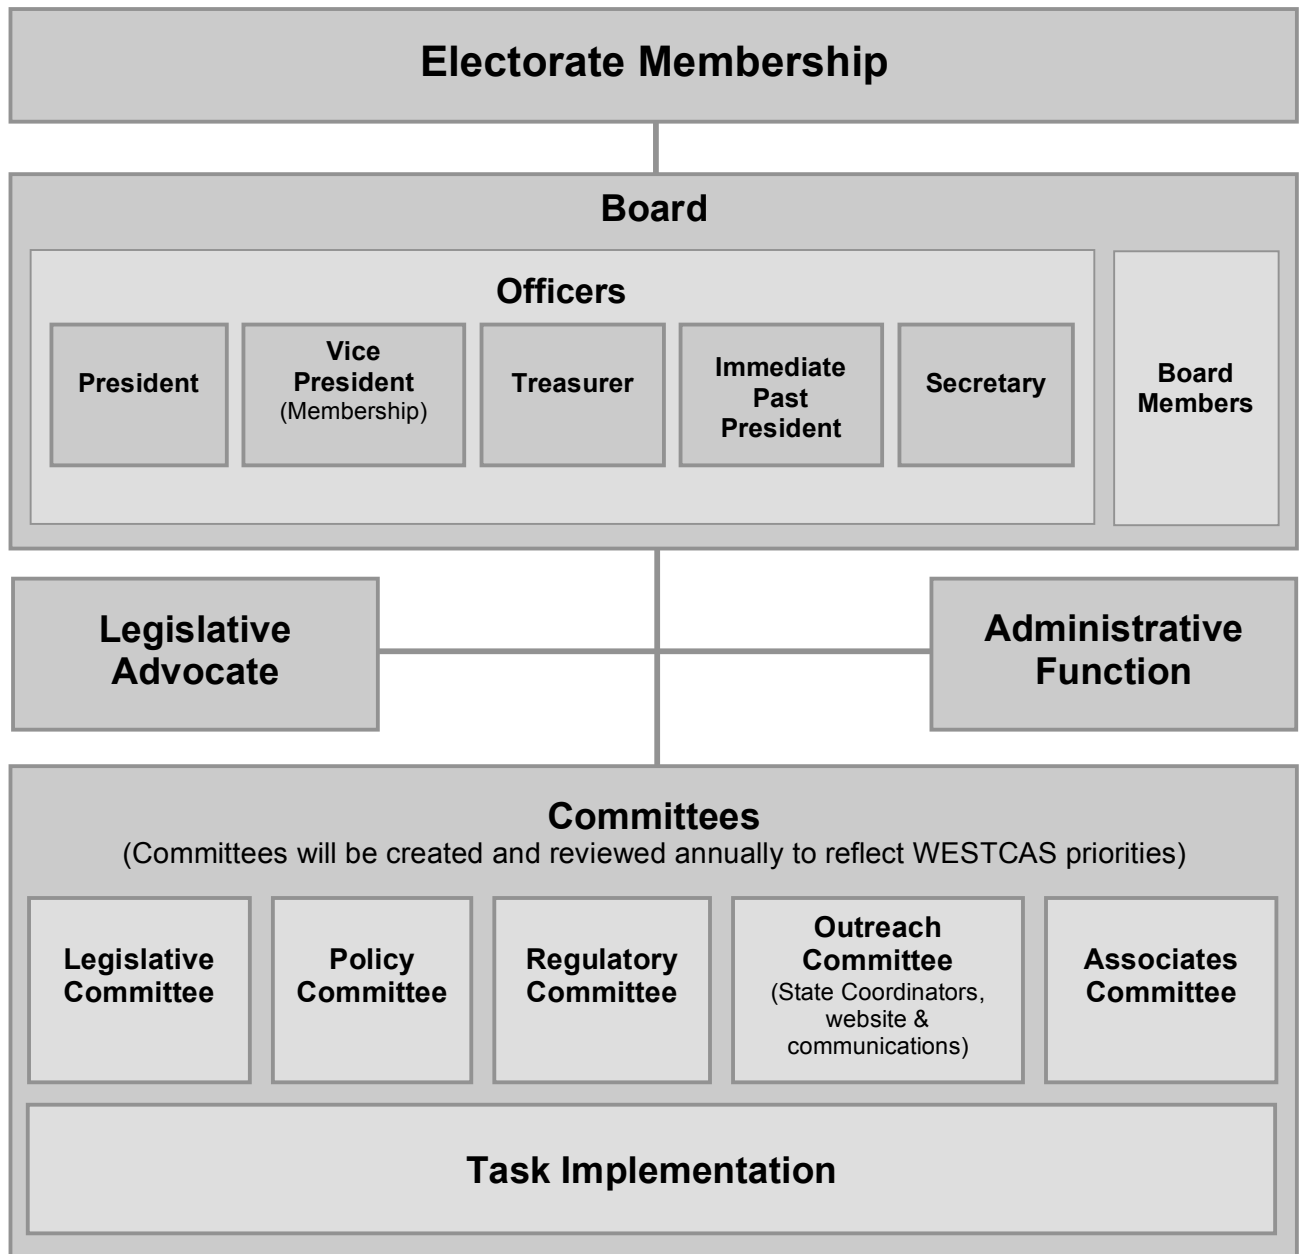 Electorate Membership
Board
Officers
President
Vice
President
(Membership)
Treasurer
Immediate
Past
President
Secretary
Board
Members
Legislative
Advocate
Administrative
Function
Committees
(Committees will be created and reviewed annually to reflect WESTCAS priorities)
Legislative
Committee
Policy
Committee
Regulatory
Committee
Outreach
Committee
(State Coordinators,
website &
communications)
Associates
Committee
Task Implementation